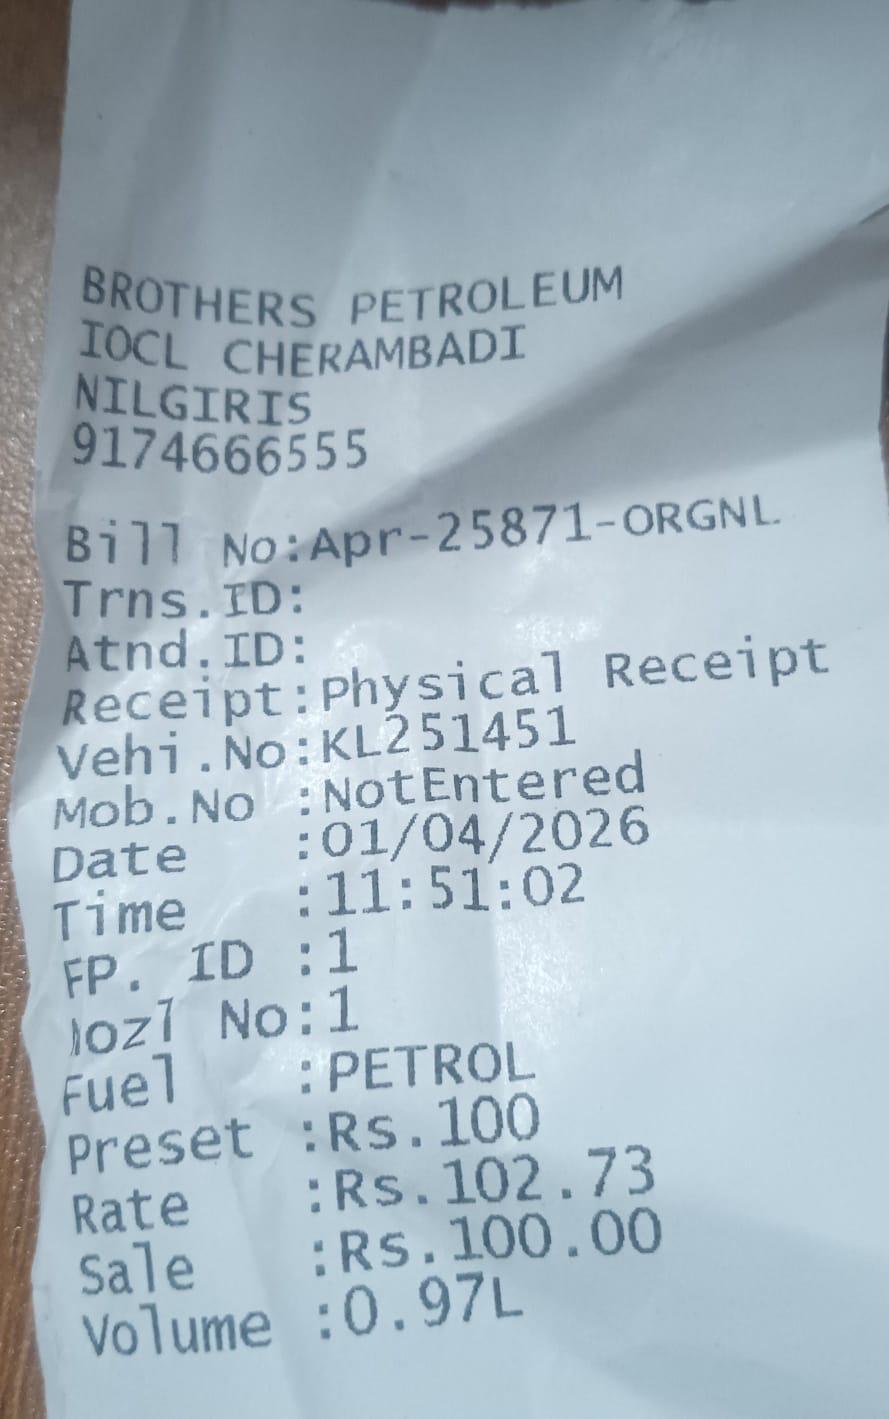 BROTHERS PETROLEUM
IOCL CHERAMBADI
NILGIRIS
9174666555
Bill No:Apr-25871-ORGNL
Trns.ID:
Atnd.ID:
Receipt:Physical Receipt
Vehi.No:KL251451
Mob.No :NotEntered
Date :01/04/2026
Time :11:51:02
FP. ID :1
Nozl No:1
Fuel :PETROL
Preset :Rs.100
Rate :Rs.102.73
Sale :Rs.100.00
Volume :0.97L